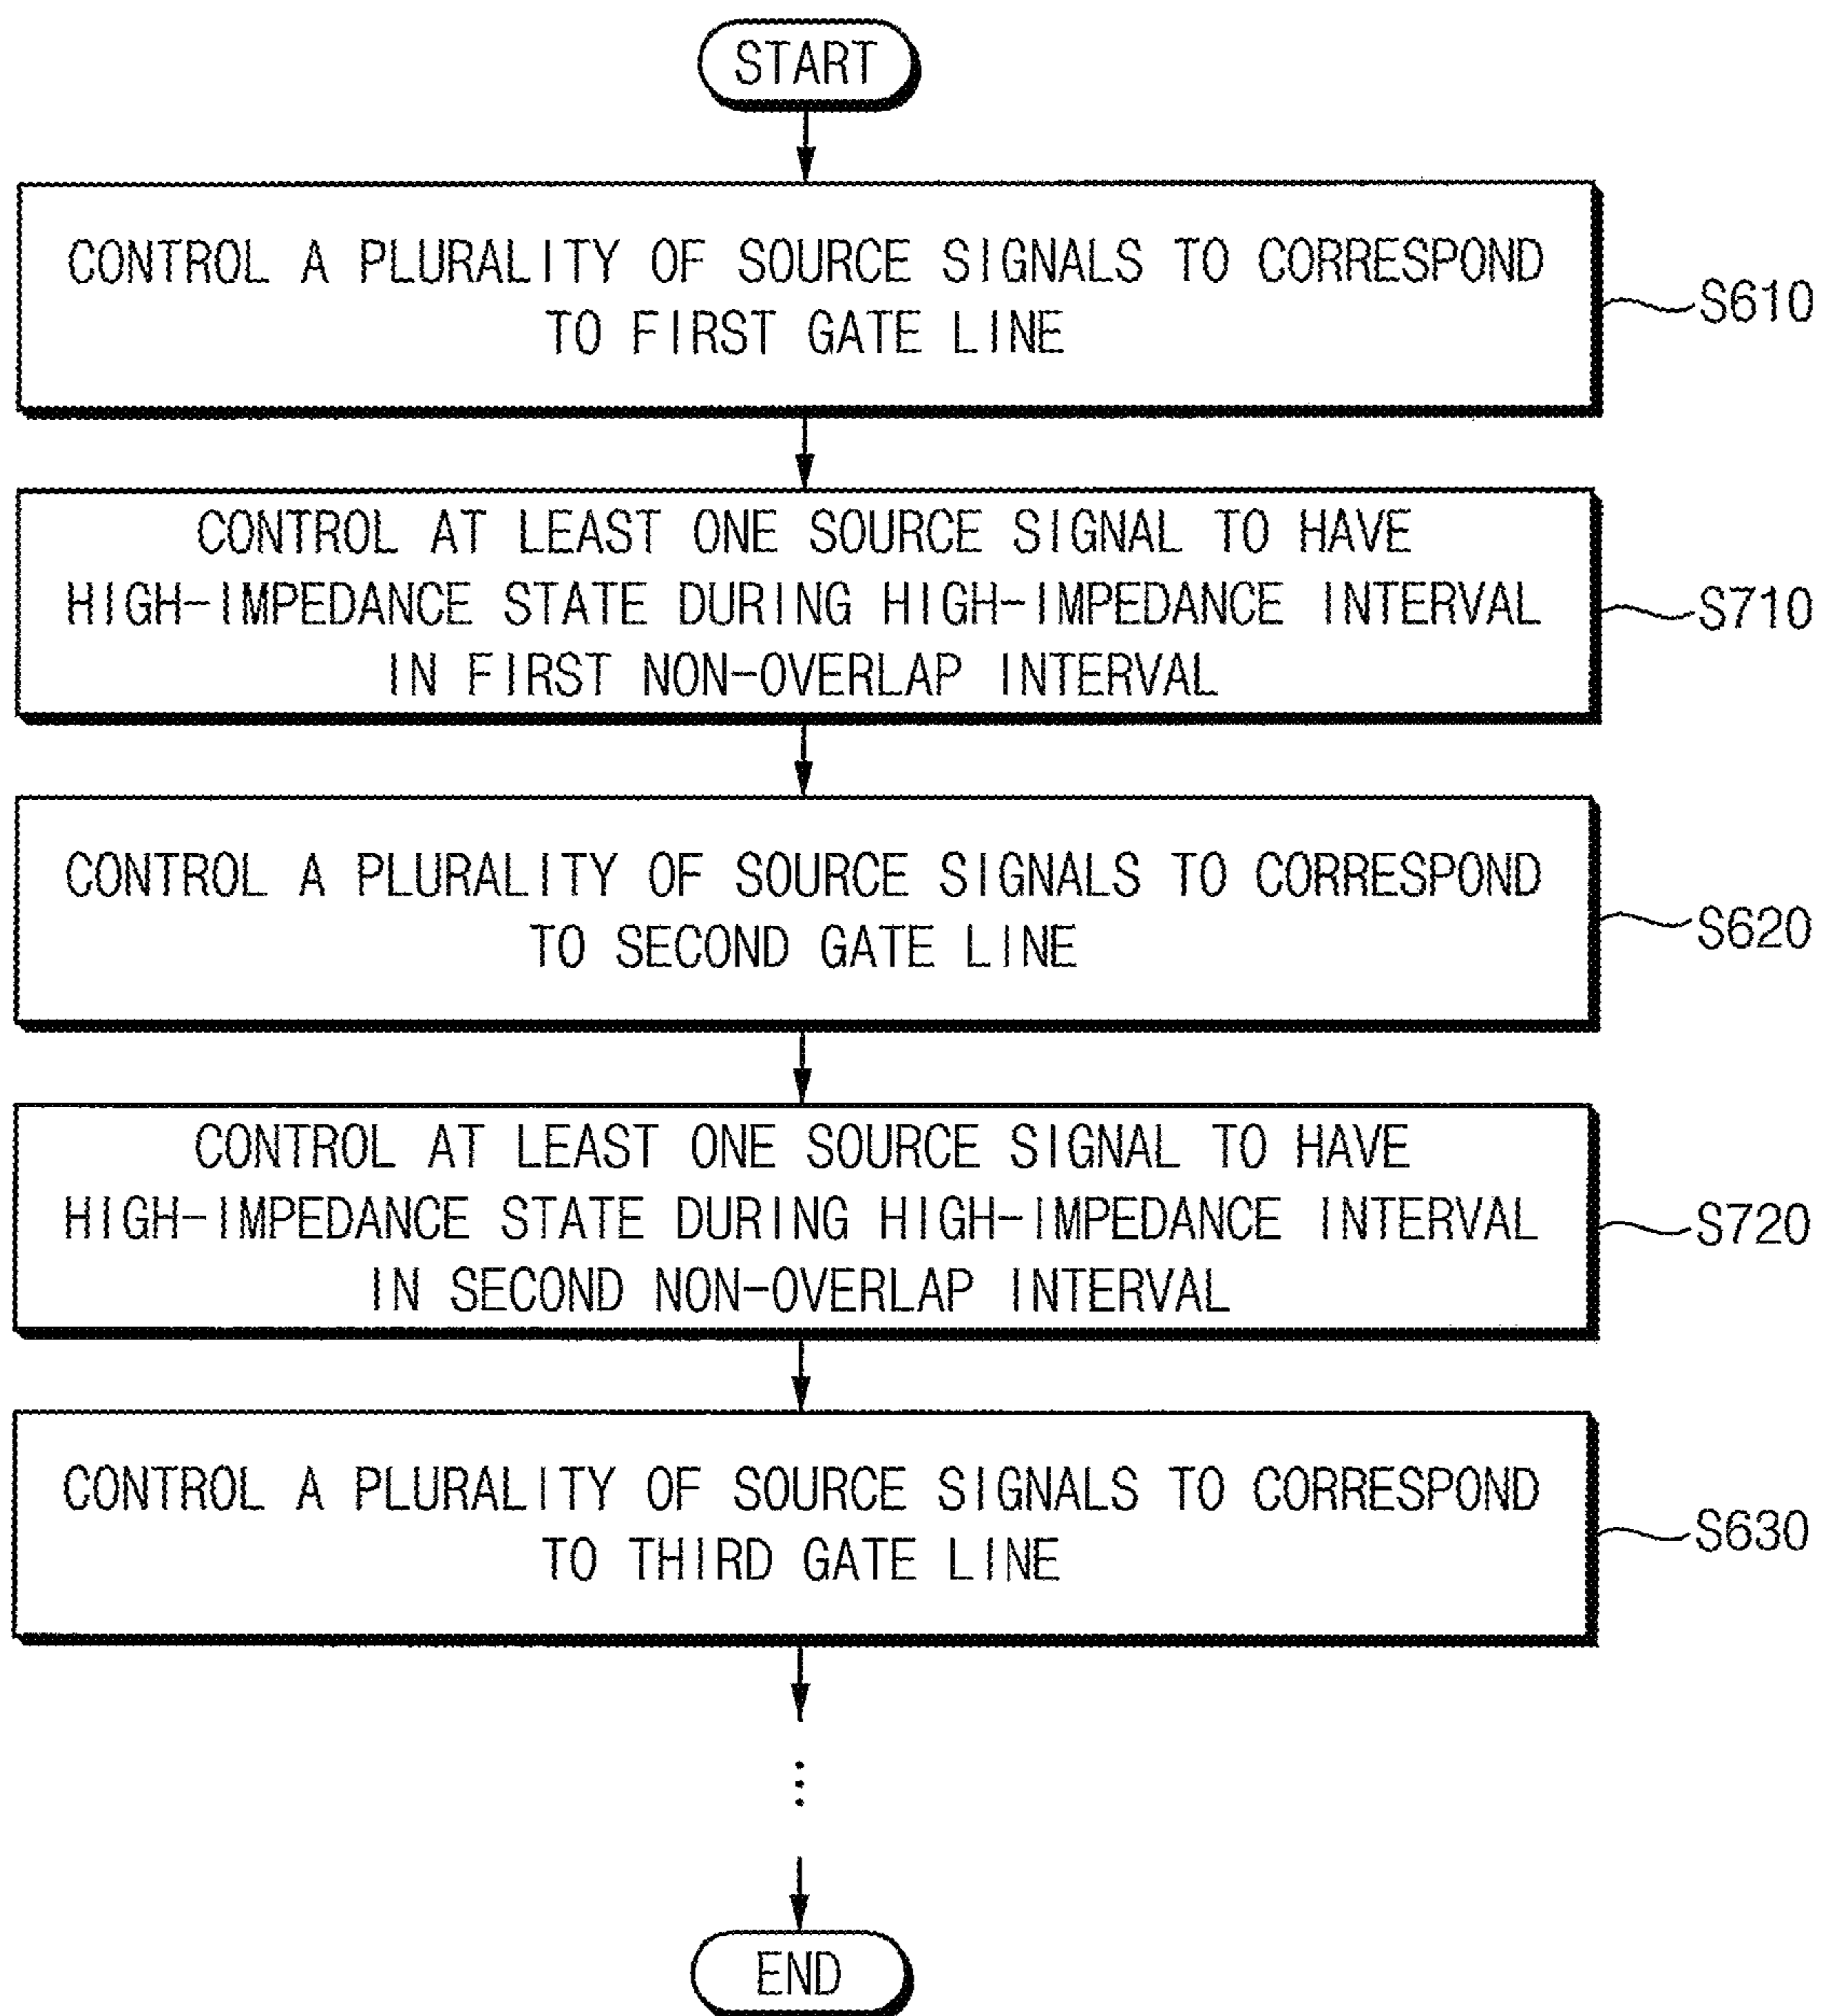 START
CONTROL A PLURALITY OF SOURCE SIGNALS TO CORRESPOND
TO FIRST GATE LINE
S610
CONTROL AT LEAST ONE SOURCE SIGNAL TO HAVE
HIGH-IMPEDANCE STATE DURING HIGH-IMPEDANCE INTERVAL
IN FIRST NON-OVERLAP INTERVAL
S710
CONTROL A PLURALITY OF SOURCE SIGNALS TO CORRESPOND
TO SECOND GATE LINE
S620
CONTROL AT LEAST ONE SOURCE SIGNAL TO HAVE
HIGH-IMPEDANCE STATE DURING HIGH-IMPEDANCE INTERVAL
IN SECOND NON-OVERLAP INTERVAL
S720
CONTROL A PLURALITY OF SOURCE SIGNALS TO CORRESPOND
TO THIRD GATE LINE
S630
END